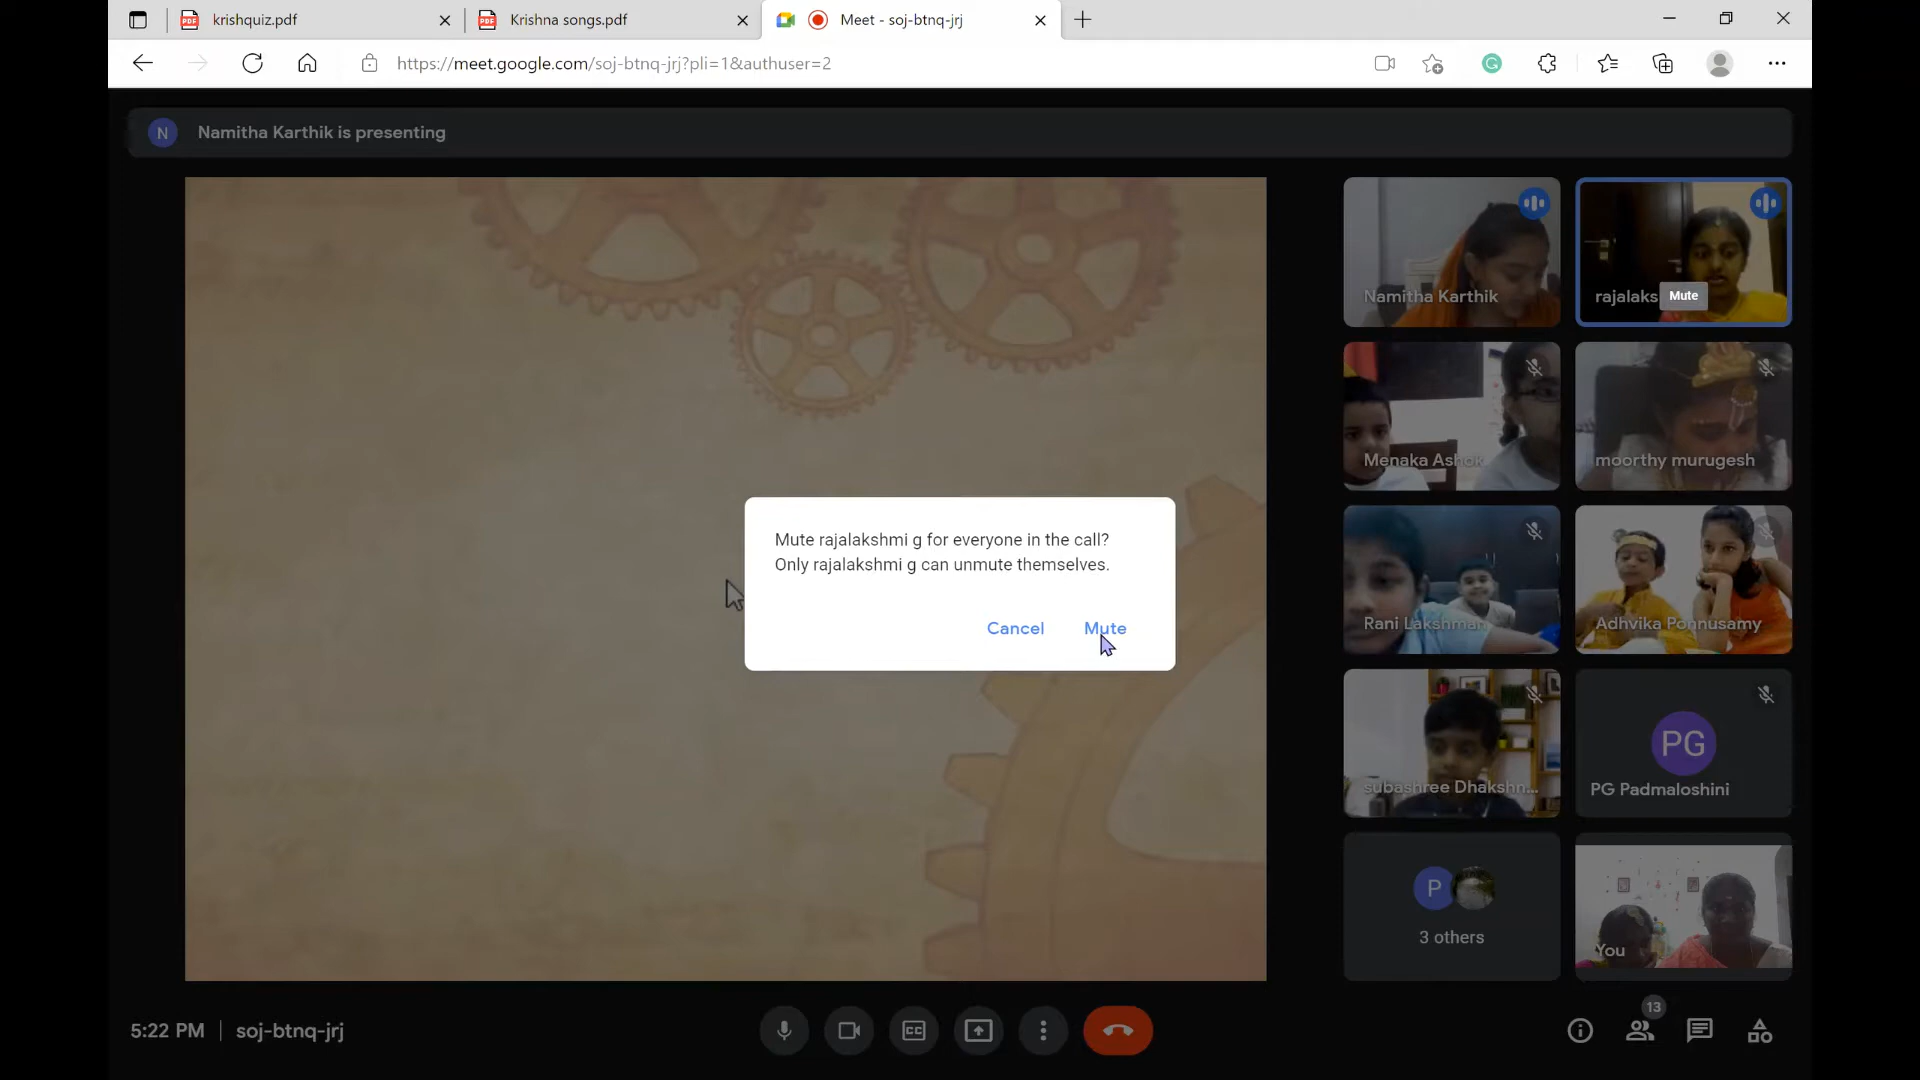 krishquiz.pdf
Krishna songs.pdf
Meet - soj-btnq-jrj
https://meet.google.com/soj-btnq-jrj?pli=1&authuser=2
N
Namitha Karthik is presenting
Namitha Karthik
rajalaks
Mute
Menaka Ashok
moorthy murugesh
Mute rajalakshmi g for everyone in the call?
Only rajalakshmi g can unmute themselves.
Cancel
Mute
Rani Lakshman
Adhvika Ponnusamy
subashree Dhakshn...
PG
PG Padmaloshini
P
3 others
You
5:22 PM
soj-btnq-jrj
CC
13